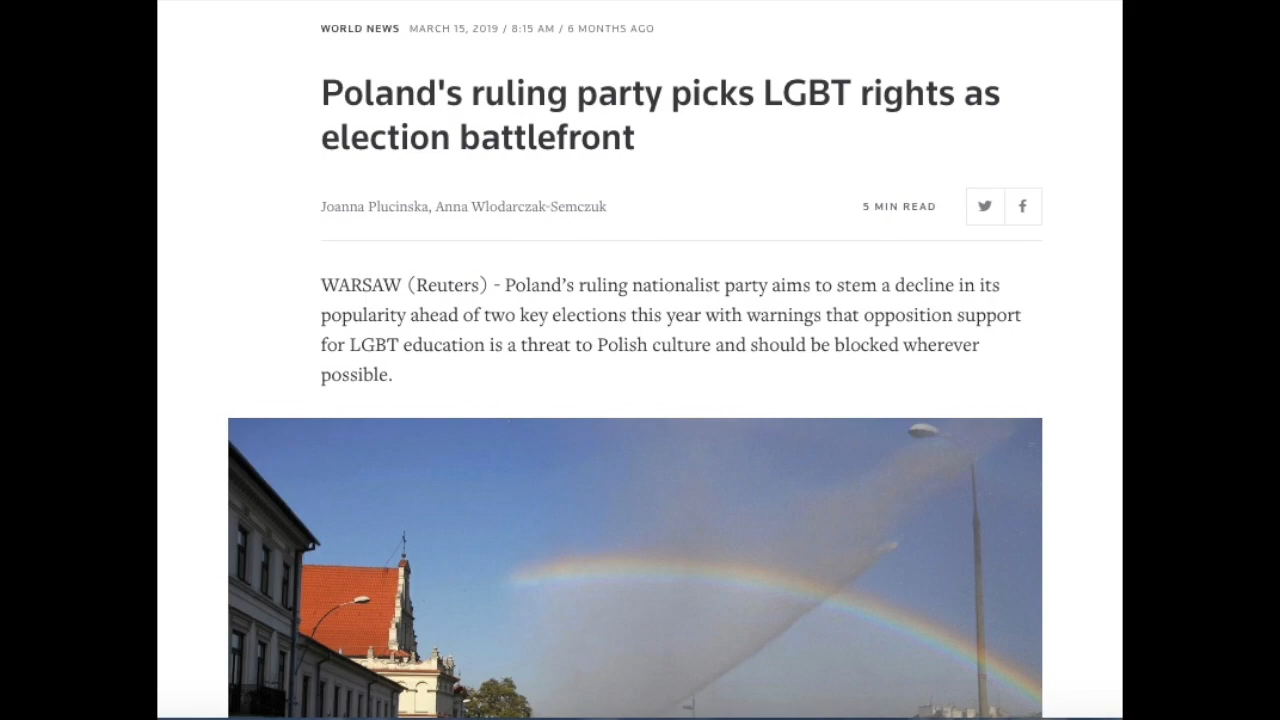 WORLD NEWS MARCH 15, 2019 / 8:15 AM / 6 MONTHS AGO
Poland's ruling party picks LGBT rights as
election battlefront
Joanna Plucinska, Anna Wlodarczak-Semczuk
5 MIN READ
WARSAW (Reuters) - Poland’s ruling nationalist party aims to stem a decline in its
popularity ahead of two key elections this year with warnings that opposition support
for LGBT education is a threat to Polish culture and should be blocked wherever
possible.